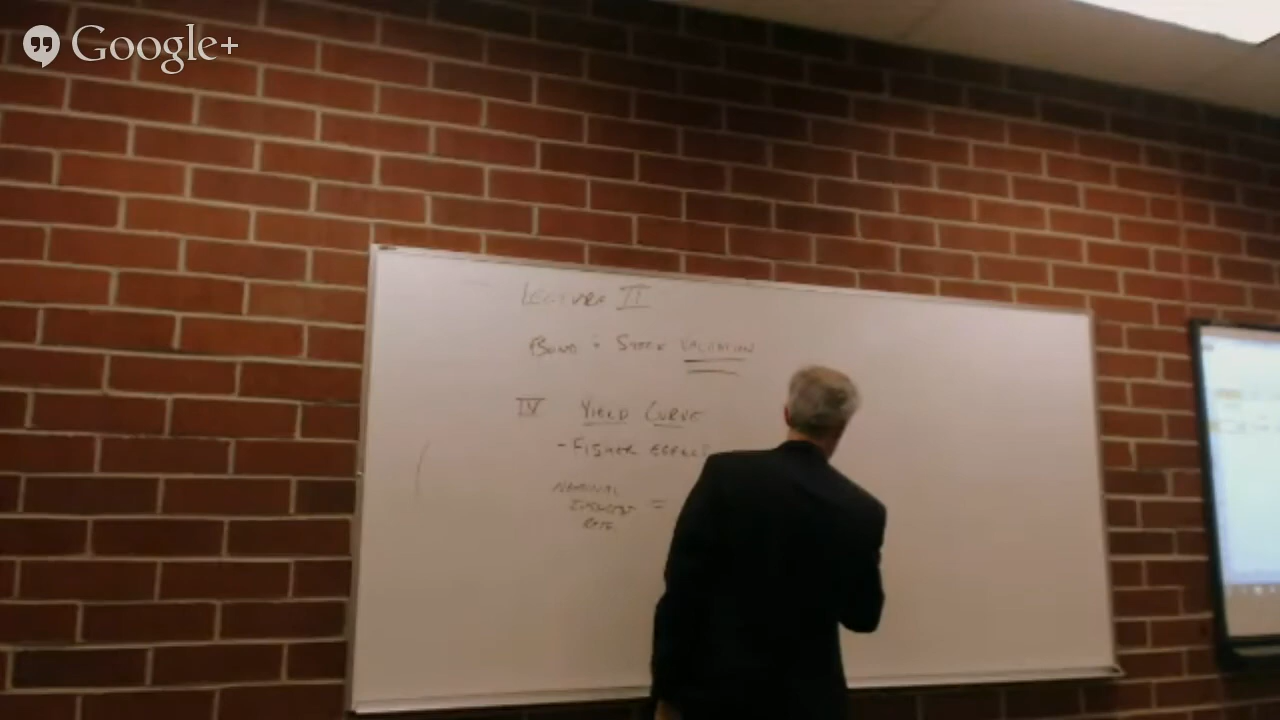 Google+
LECTURE II
BOND + STOCK VALUATION
IV YIELD CURVE
- FISHER EFFECT
NOMINAL
INTEREST =
RATE